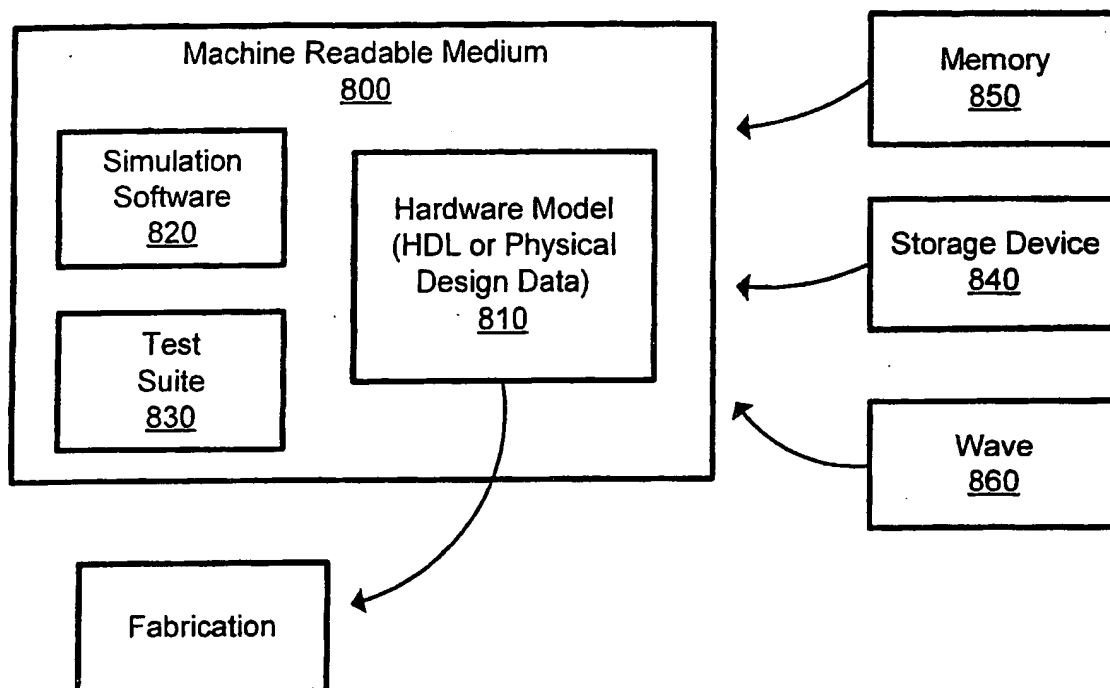 Machine Readable Medium
800
Simulation
Software
820
Test
Suite
830
Hardware Model
(HDL or Physical
Design Data)
810
Memory
850
Storage Device
840
Wave
860
Fabrication